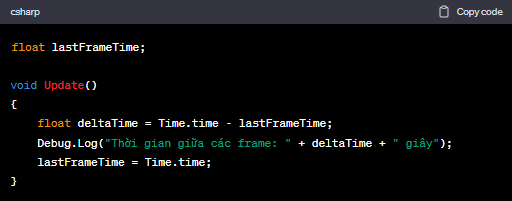 csharp
Copy code
float lastFrameTime;
void Update()
{
float deltaTime = Time.time - lastFrameTime;
Debug.Log("Thời gian giữa các frame: " + deltaTime + " giây");
lastFrameTime = Time.time;
}